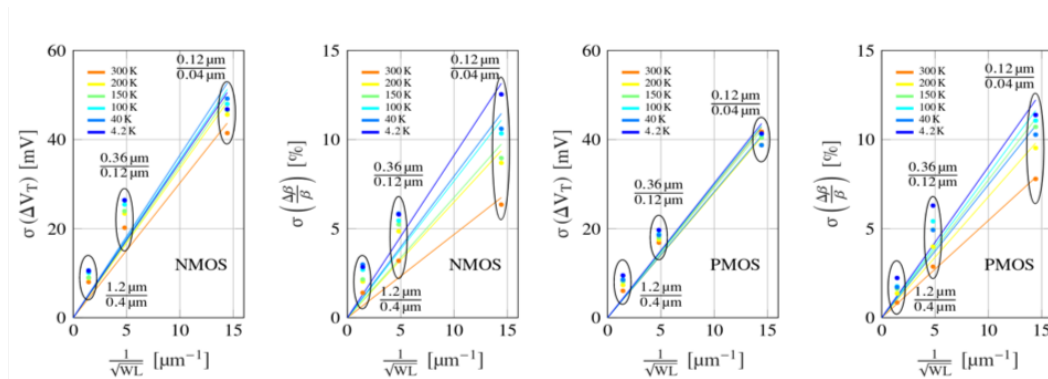 60
40
20
0
σ (ΔV_T) [mV]
300 K
200 K
150 K
100 K
40 K
4.2 K
0.12 µm
0.04 µm
0.36 µm
0.12 µm
1.2 µm
0.4 µm
NMOS
0 5 10 15
1/√WL [µm⁻¹]
15
10
5
0
σ (Δβ/β) [%]
300 K
200 K
150 K
100 K
40 K
4.2 K
0.12 µm
0.04 µm
0.36 µm
0.12 µm
1.2 µm
0.4 µm
NMOS
0 5 10 15
1/√WL [µm⁻¹]
60
40
20
0
σ (ΔV_T) [mV]
300 K
200 K
150 K
100 K
40 K
4.2 K
0.12 µm
0.04 µm
0.36 µm
0.12 µm
1.2 µm
0.4 µm
PMOS
0 5 10 15
1/√WL [µm⁻¹]
15
10
5
0
σ (Δβ/β) [%]
300 K
200 K
150 K
100 K
40 K
4.2 K
0.12 µm
0.04 µm
0.36 µm
0.12 µm
1.2 µm
0.4 µm
PMOS
0 5 10 15
1/√WL [µm⁻¹]